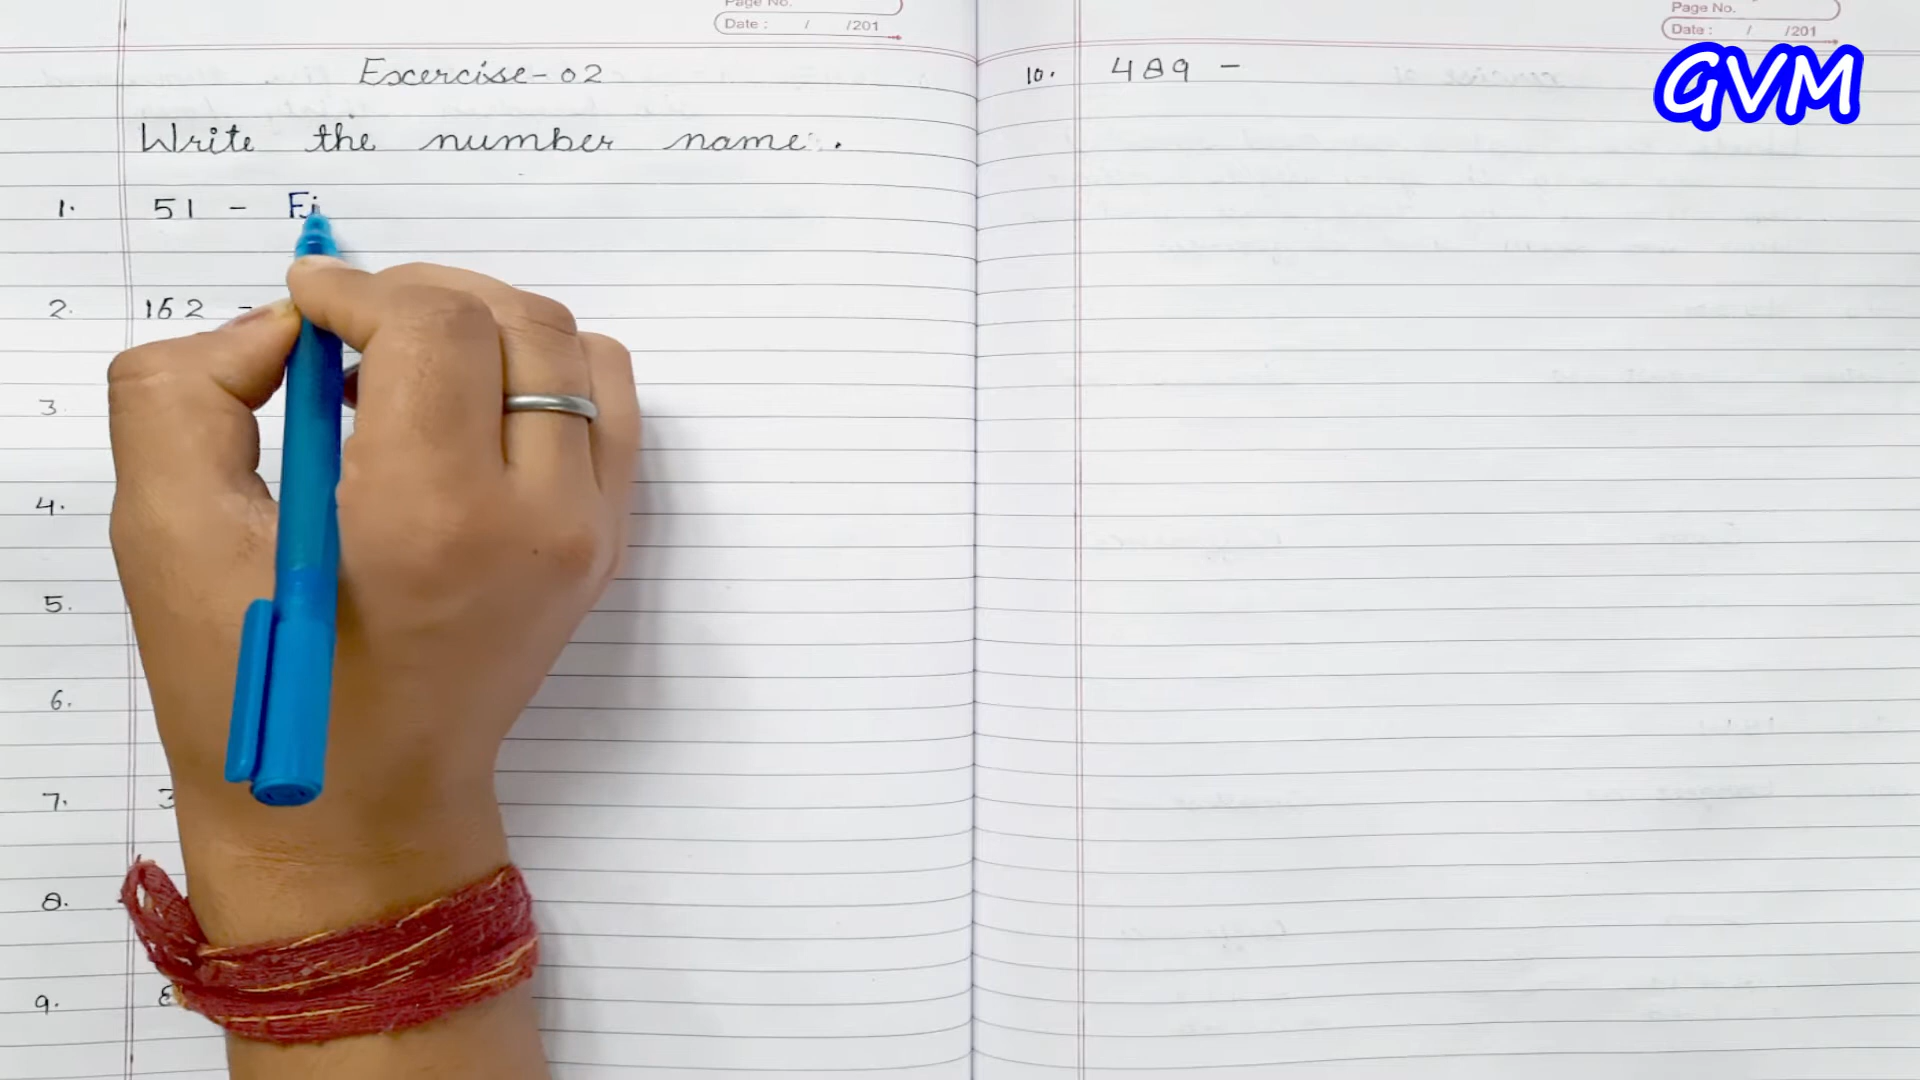 Page No.
Date : / /201
Excercise-02
Write the number name .
1. 51 - Fi
2. 162 -
3.
4.
5.
6.
7. 3
8.
9.
Page No.
Date : / /201
10. 489 -
GVM